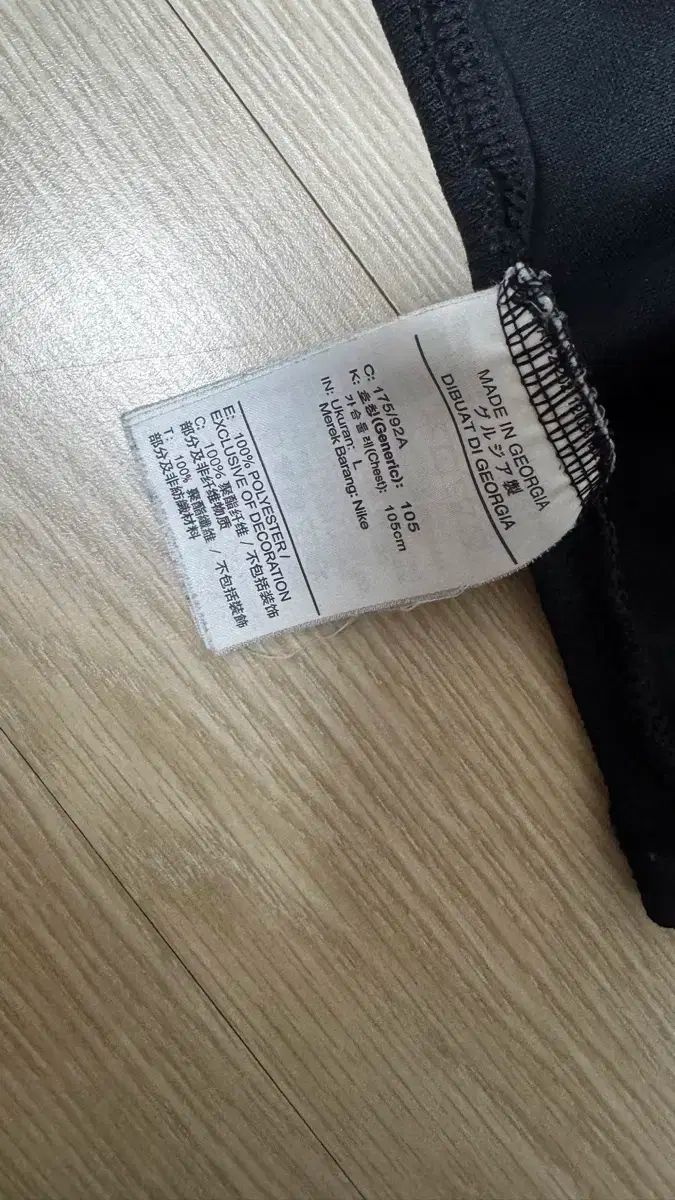 MADE IN GEORGIA
グルジア製
DIBUAT DI GEORGIA
C: 175/92A
K: 호칭(Generic): 105
가슴둘레(Chest): 105cm
IN: Ukuran: L
Merek Barang: Nike
E: 100% POLYESTER /
EXCLUSIVE OF DECORATION
C: 100% 聚酯纤维 / 不包括装饰
部分及非纤维物质
T: 100% 聚酯纖維 / 不包括裝飾
部分及非紡織材料